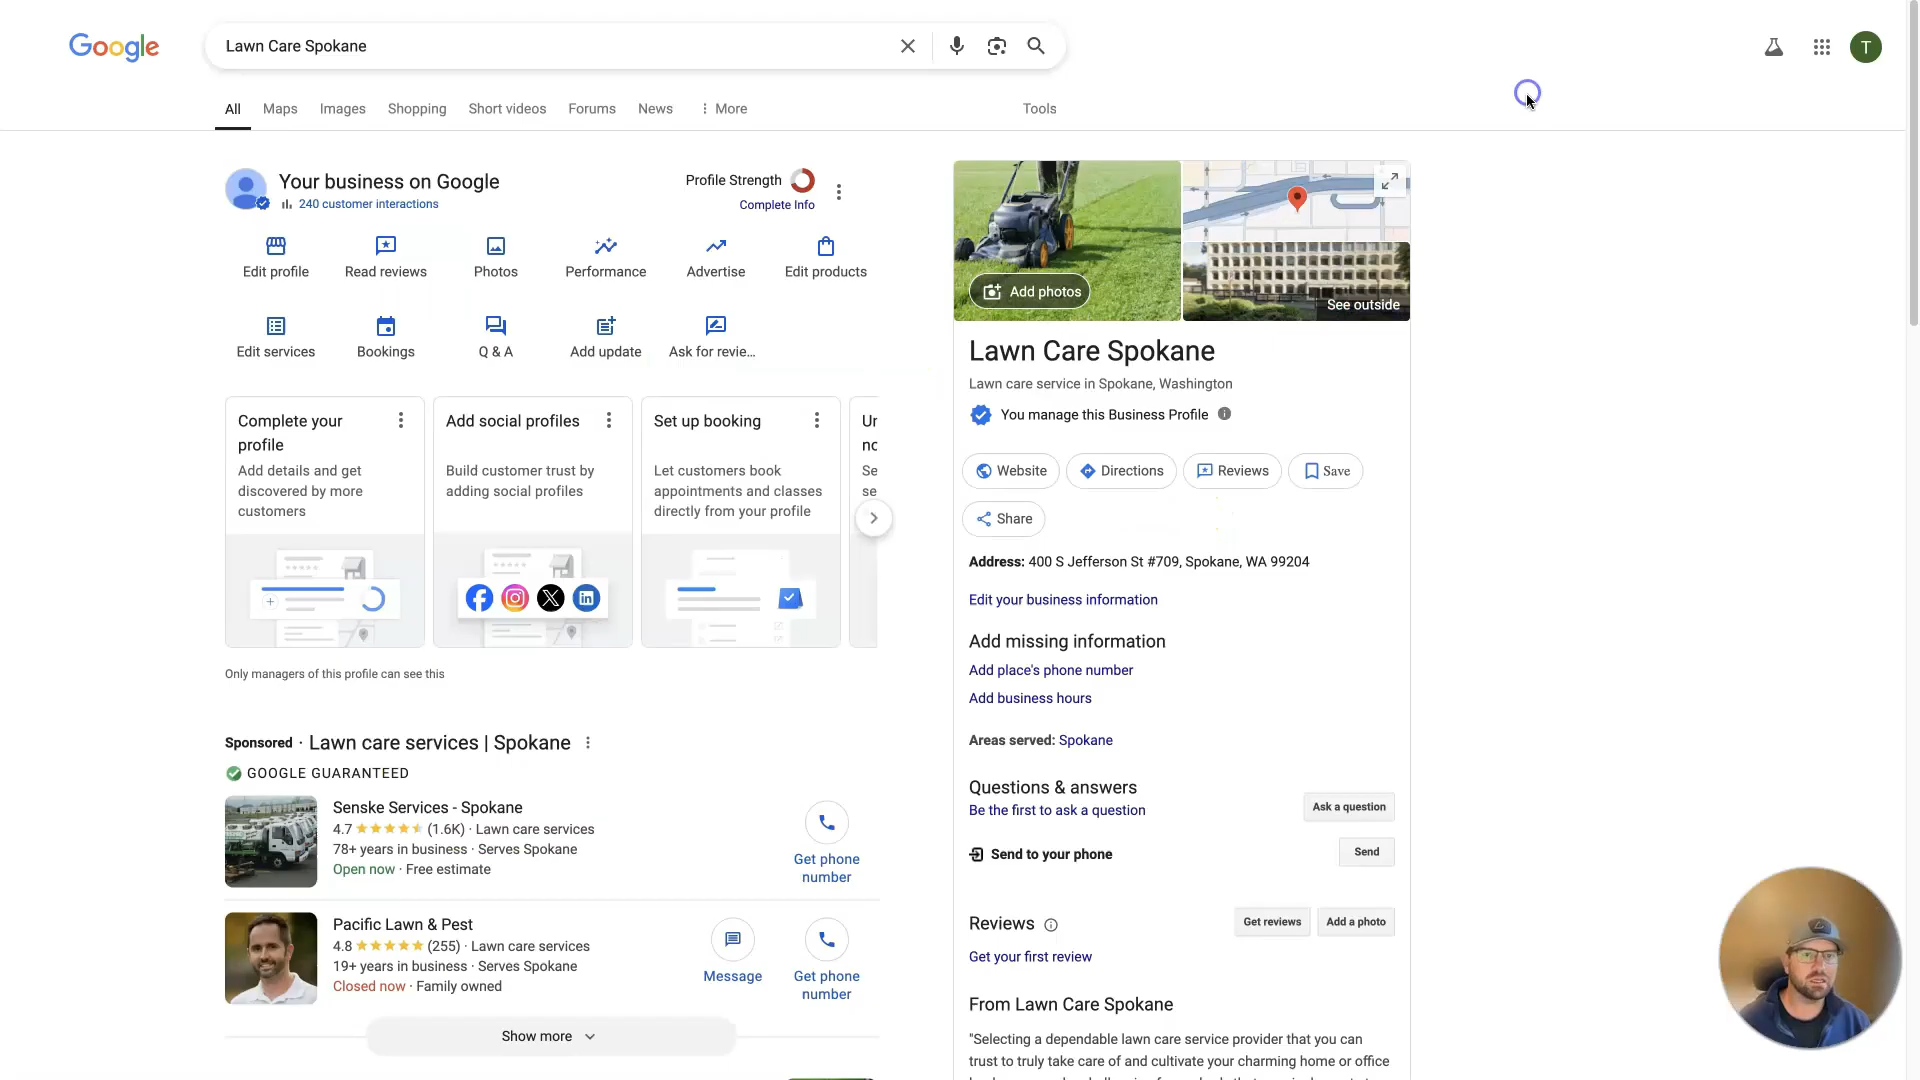 Google
Lawn Care Spokane
T
All
Maps
Images
Shopping
Short videos
Forums
News
More
Tools
Your business on Google
240 customer interactions
Profile Strength
Complete Info
Edit profile
Read reviews
Photos
Performance
Advertise
Edit products
Edit services
Bookings
Q & A
Add update
Ask for revie...
Complete your
profile
Add details and get
discovered by more
customers
Add social profiles
Build customer trust by
adding social profiles
Set up booking
Let customers book
appointments and classes
directly from your profile
Ur
nc
Se
se
Only managers of this profile can see this
Sponsored · Lawn care services | Spokane
GOOGLE GUARANTEED
Senske Services - Spokane
4.7 (1.6K) · Lawn care services
78+ years in business · Serves Spokane
Open now · Free estimate
Get phone
number
Pacific Lawn & Pest
4.8 (255) · Lawn care services
19+ years in business · Serves Spokane
Closed now · Family owned
Message
Get phone
number
Show more
Add photos
See outside
Lawn Care Spokane
Lawn care service in Spokane, Washington
You manage this Business Profile
Website
Directions
Reviews
Save
Share
Address: 400 S Jefferson St #709, Spokane, WA 99204
Edit your business information
Add missing information
Add place's phone number
Add business hours
Areas served: Spokane
Questions & answers
Be the first to ask a question
Ask a question
Send to your phone
Send
Reviews
Get reviews
Add a photo
Get your first review
From Lawn Care Spokane
"Selecting a dependable lawn care service provider that you can
trust to truly take care of and cultivate your charming home or office